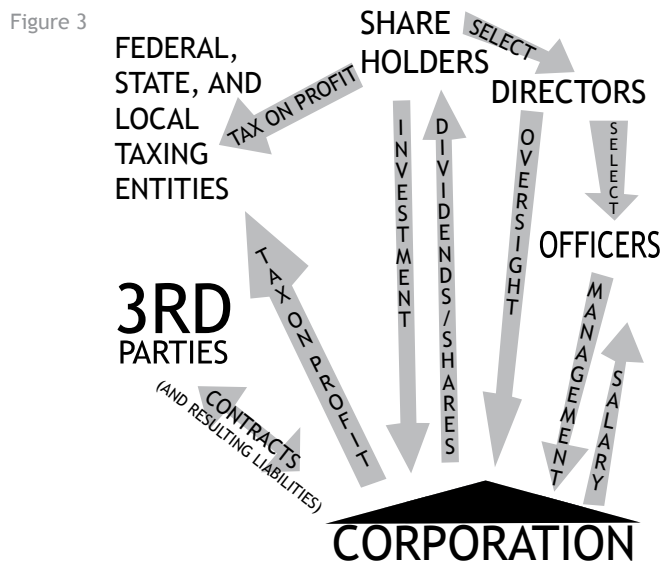 Figure 3
SHARE
HOLDERS
SELECT
DIRECTORS
FEDERAL,
STATE, AND
LOCAL
TAXING
ENTITIES
TAX ON PROFIT
INVESTMENT
DIVIDENDS/SHARES
OVERSIGHT
SELECT
OFFICERS
TAX ON PROFIT
3RD
PARTIES
MANAGEMENT
SALARY
CONTRACTS
(AND RESULTING LIABILITIES)
CORPORATION